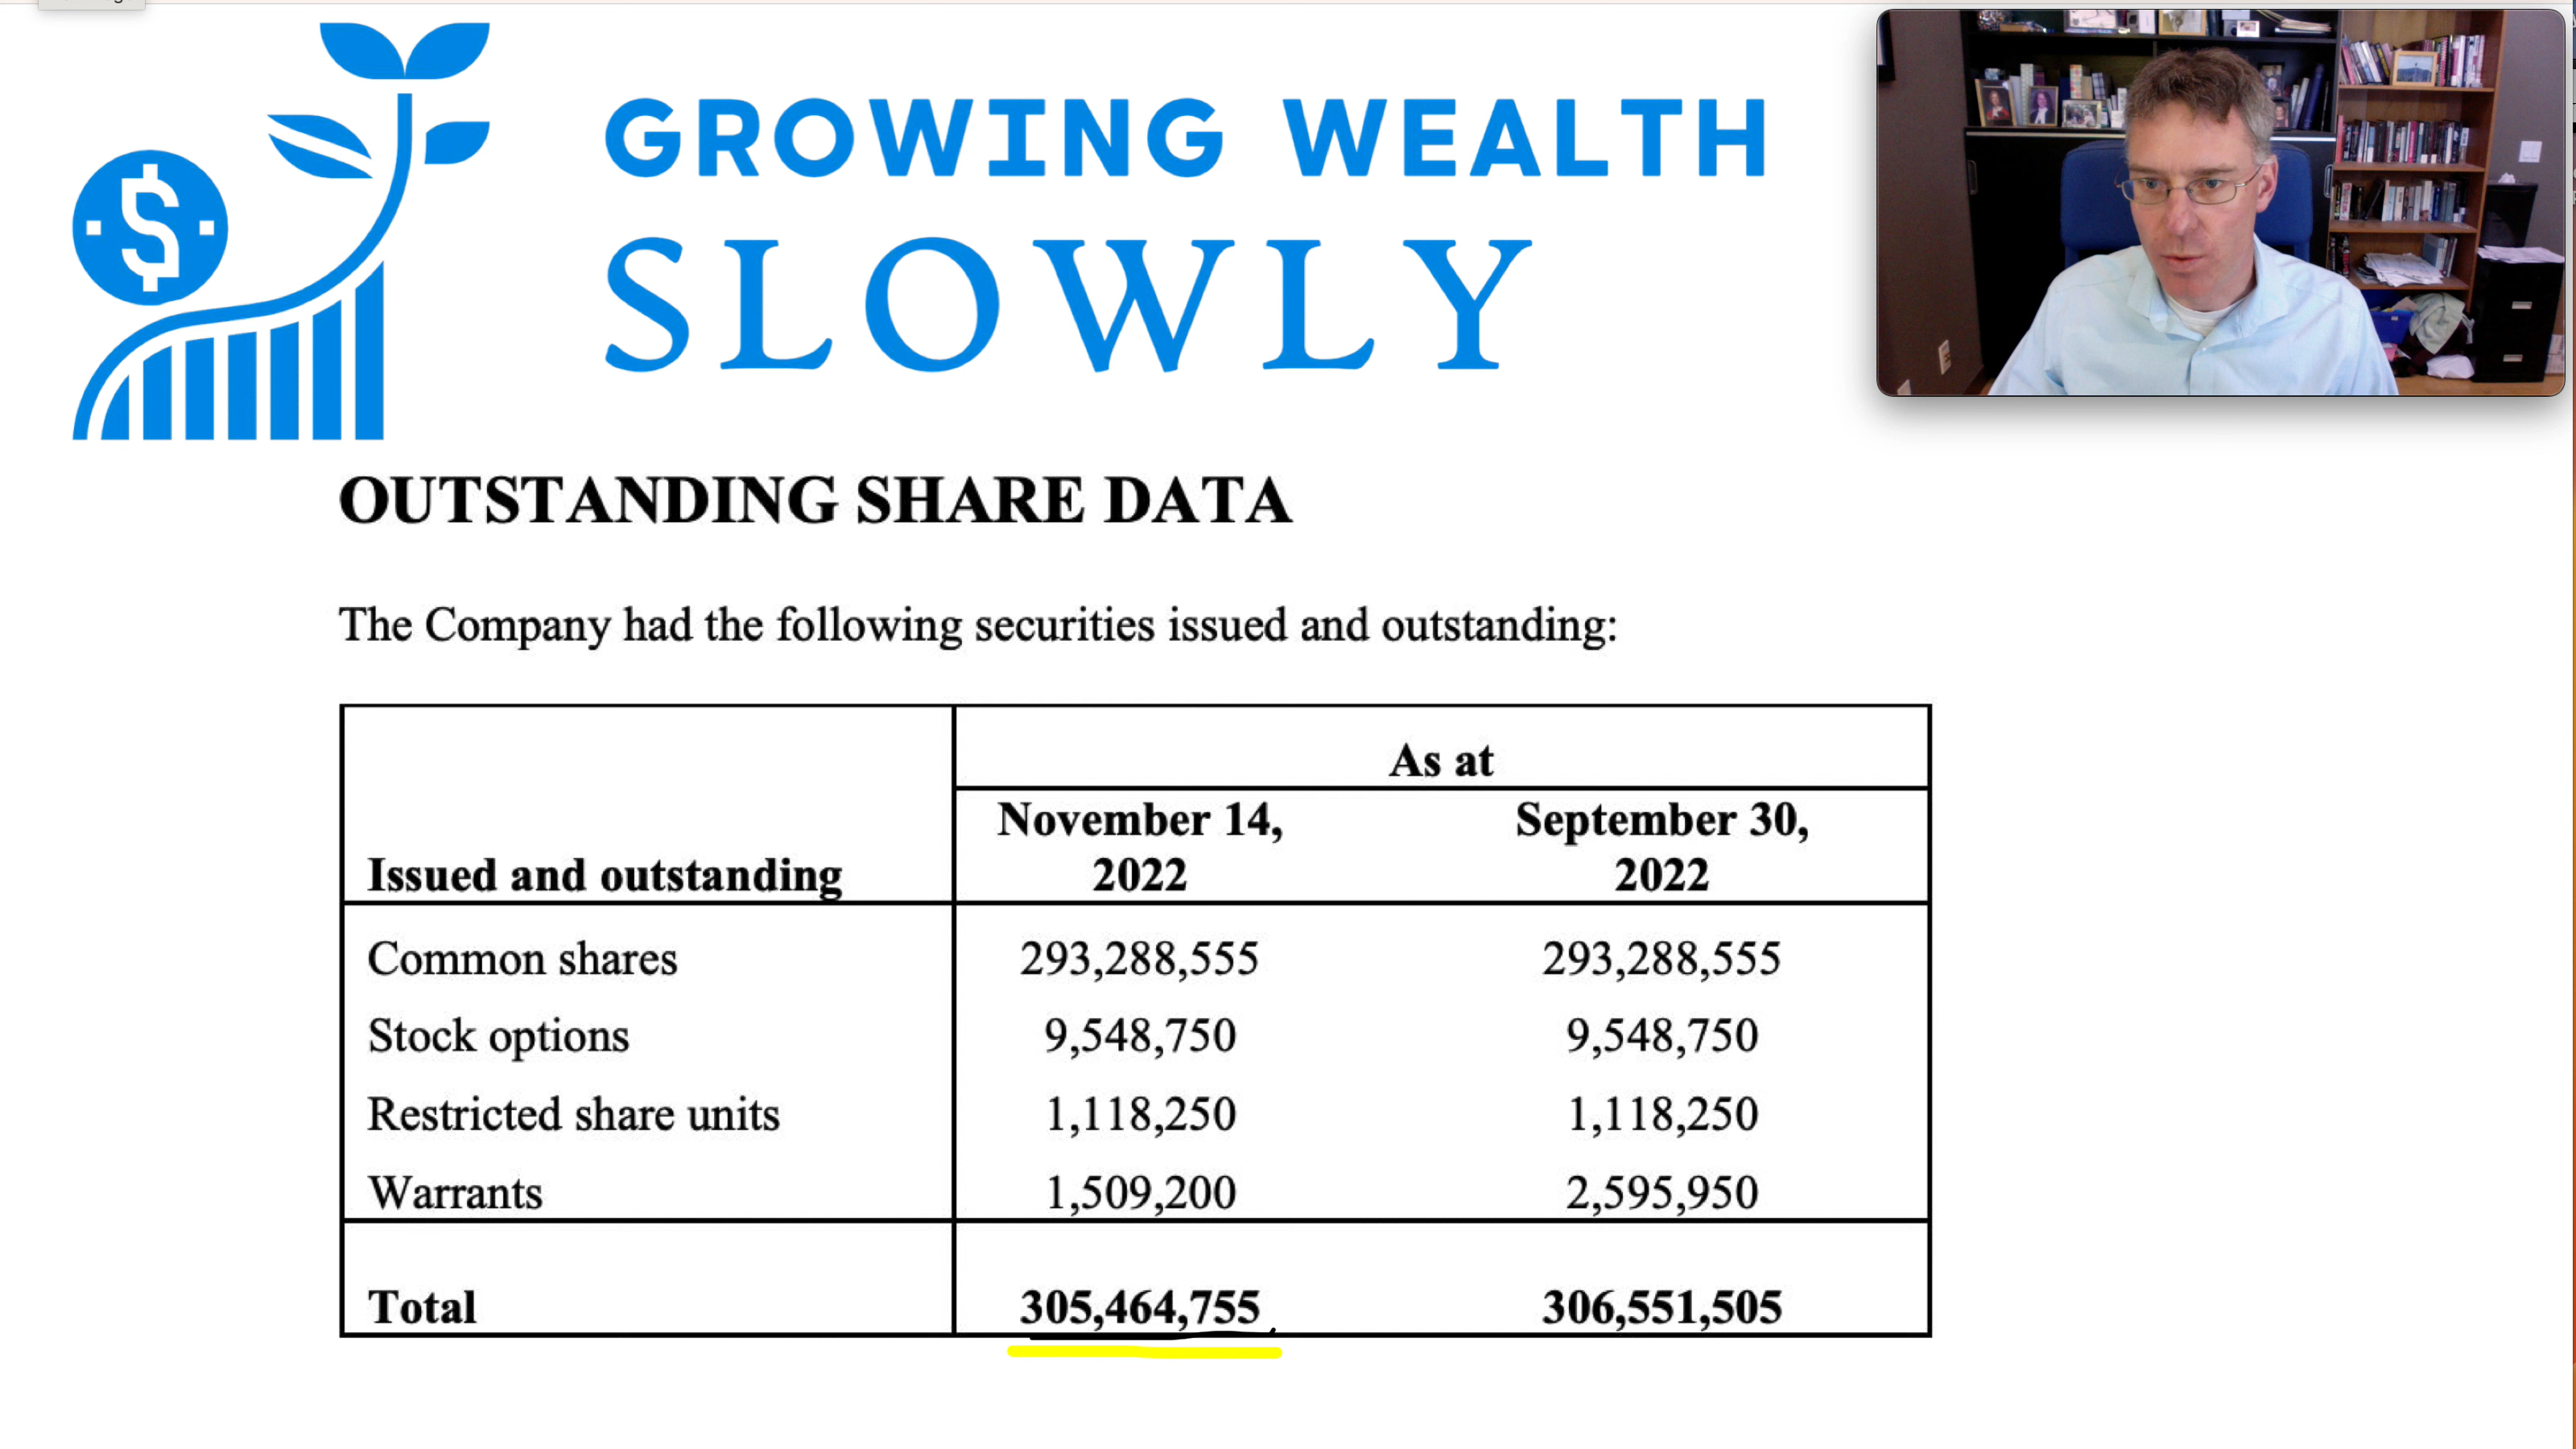 GROWING WEALTH
SLOWLY
OUTSTANDING SHARE DATA
The Company had the following securities issued and outstanding:
As at
Issued and outstanding November 14, 2022 September 30, 2022
Common shares 293,288,555 293,288,555
Stock options 9,548,750 9,548,750
Restricted share units 1,118,250 1,118,250
Warrants 1,509,200 2,595,950
Total 305,464,755 306,551,505